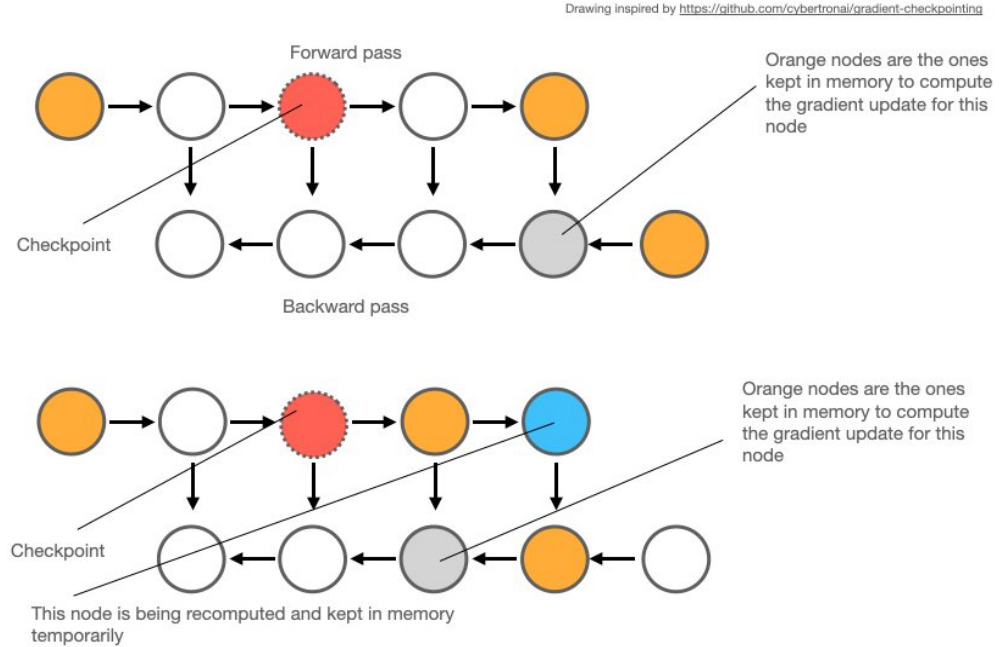 Drawing inspired by https://github.com/cybertronai/gradient-checkpointing
Forward pass
Orange nodes are the ones
kept in memory to compute
the gradient update for this
node
Checkpoint
Backward pass
Orange nodes are the ones
kept in memory to compute
the gradient update for this
node
Checkpoint
This node is being recomputed and kept in memory
temporarily